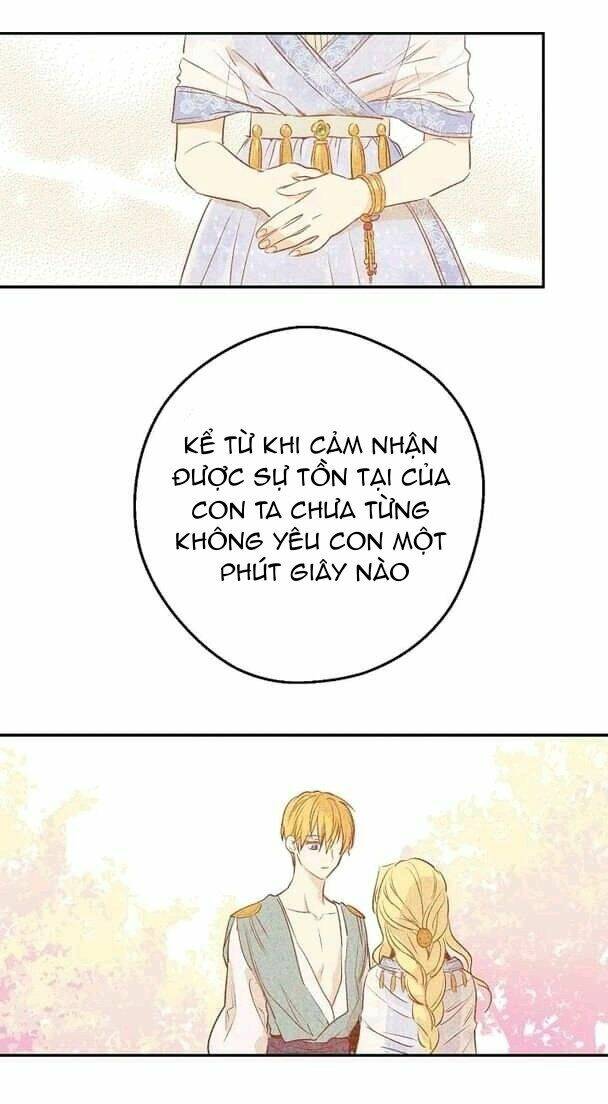 KỂ TỪ KHI CẢM NHẬN
ĐƯỢC SỰ TỒN TẠI CỦA
CON TA CHƯA TỪNG
KHÔNG YÊU CON MỘT
PHÚT GIÂY NÀO